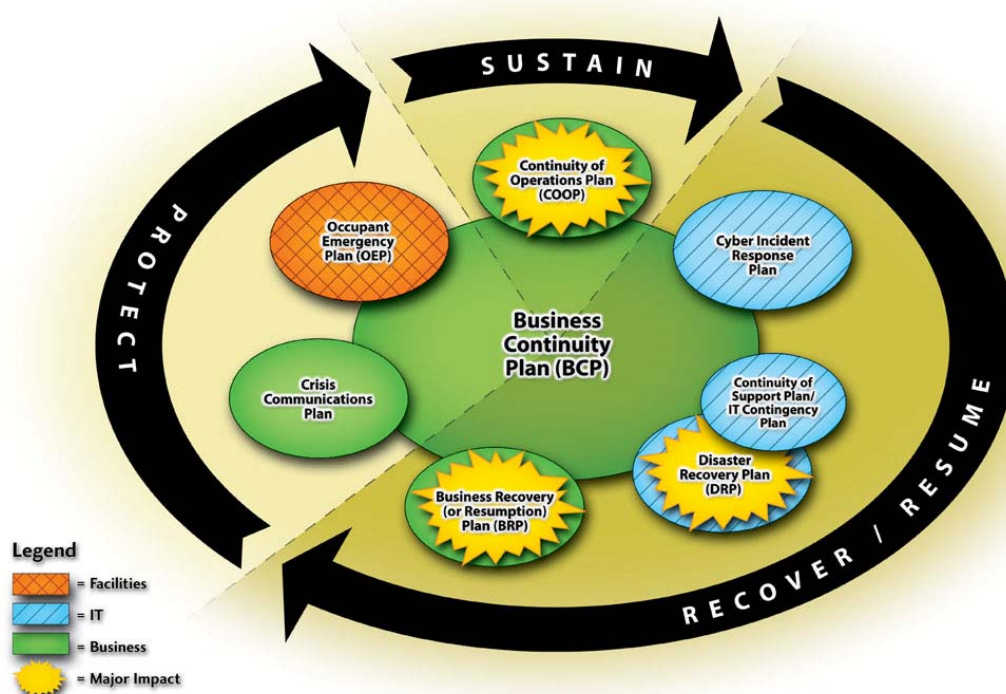 SUSTAIN
PROTECT
RECOVER / RESUME
Continuity of
Operations Plan
(COOP)
Occupant
Emergency
Plan (OEP)
Cyber Incident
Response
Plan
Business
Continuity
Plan (BCP)
Crisis
Communications
Plan
Continuity of
Support Plan/
IT Contingency
Plan
Disaster
Recovery Plan
(DRP)
Business Recovery
(or Resumption)
Plan (BRP)
Legend
= Facilities
= IT
= Business
= Major Impact